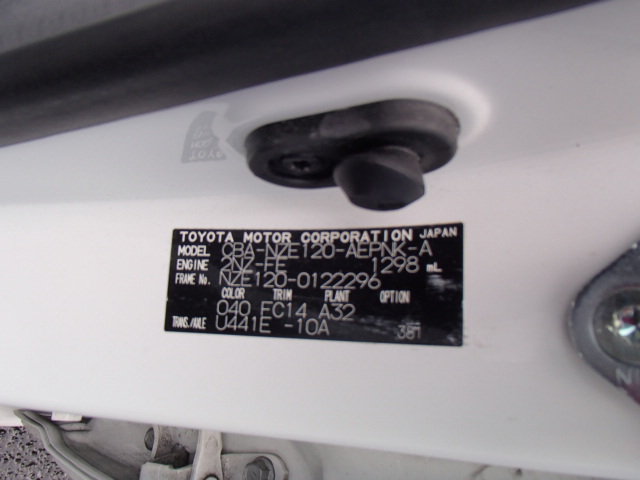 TOYOTA MOTOR CORPORATION JAPAN
MODEL CBA-NZE120-AEPNK-A
ENGINE 2NZ-FE 1298 mL
FRAME No. NZE120-0122296
COLOR TRIM PLANT OPTION
040 FC14 A32
TRANS./AXLE U441E -10A
381